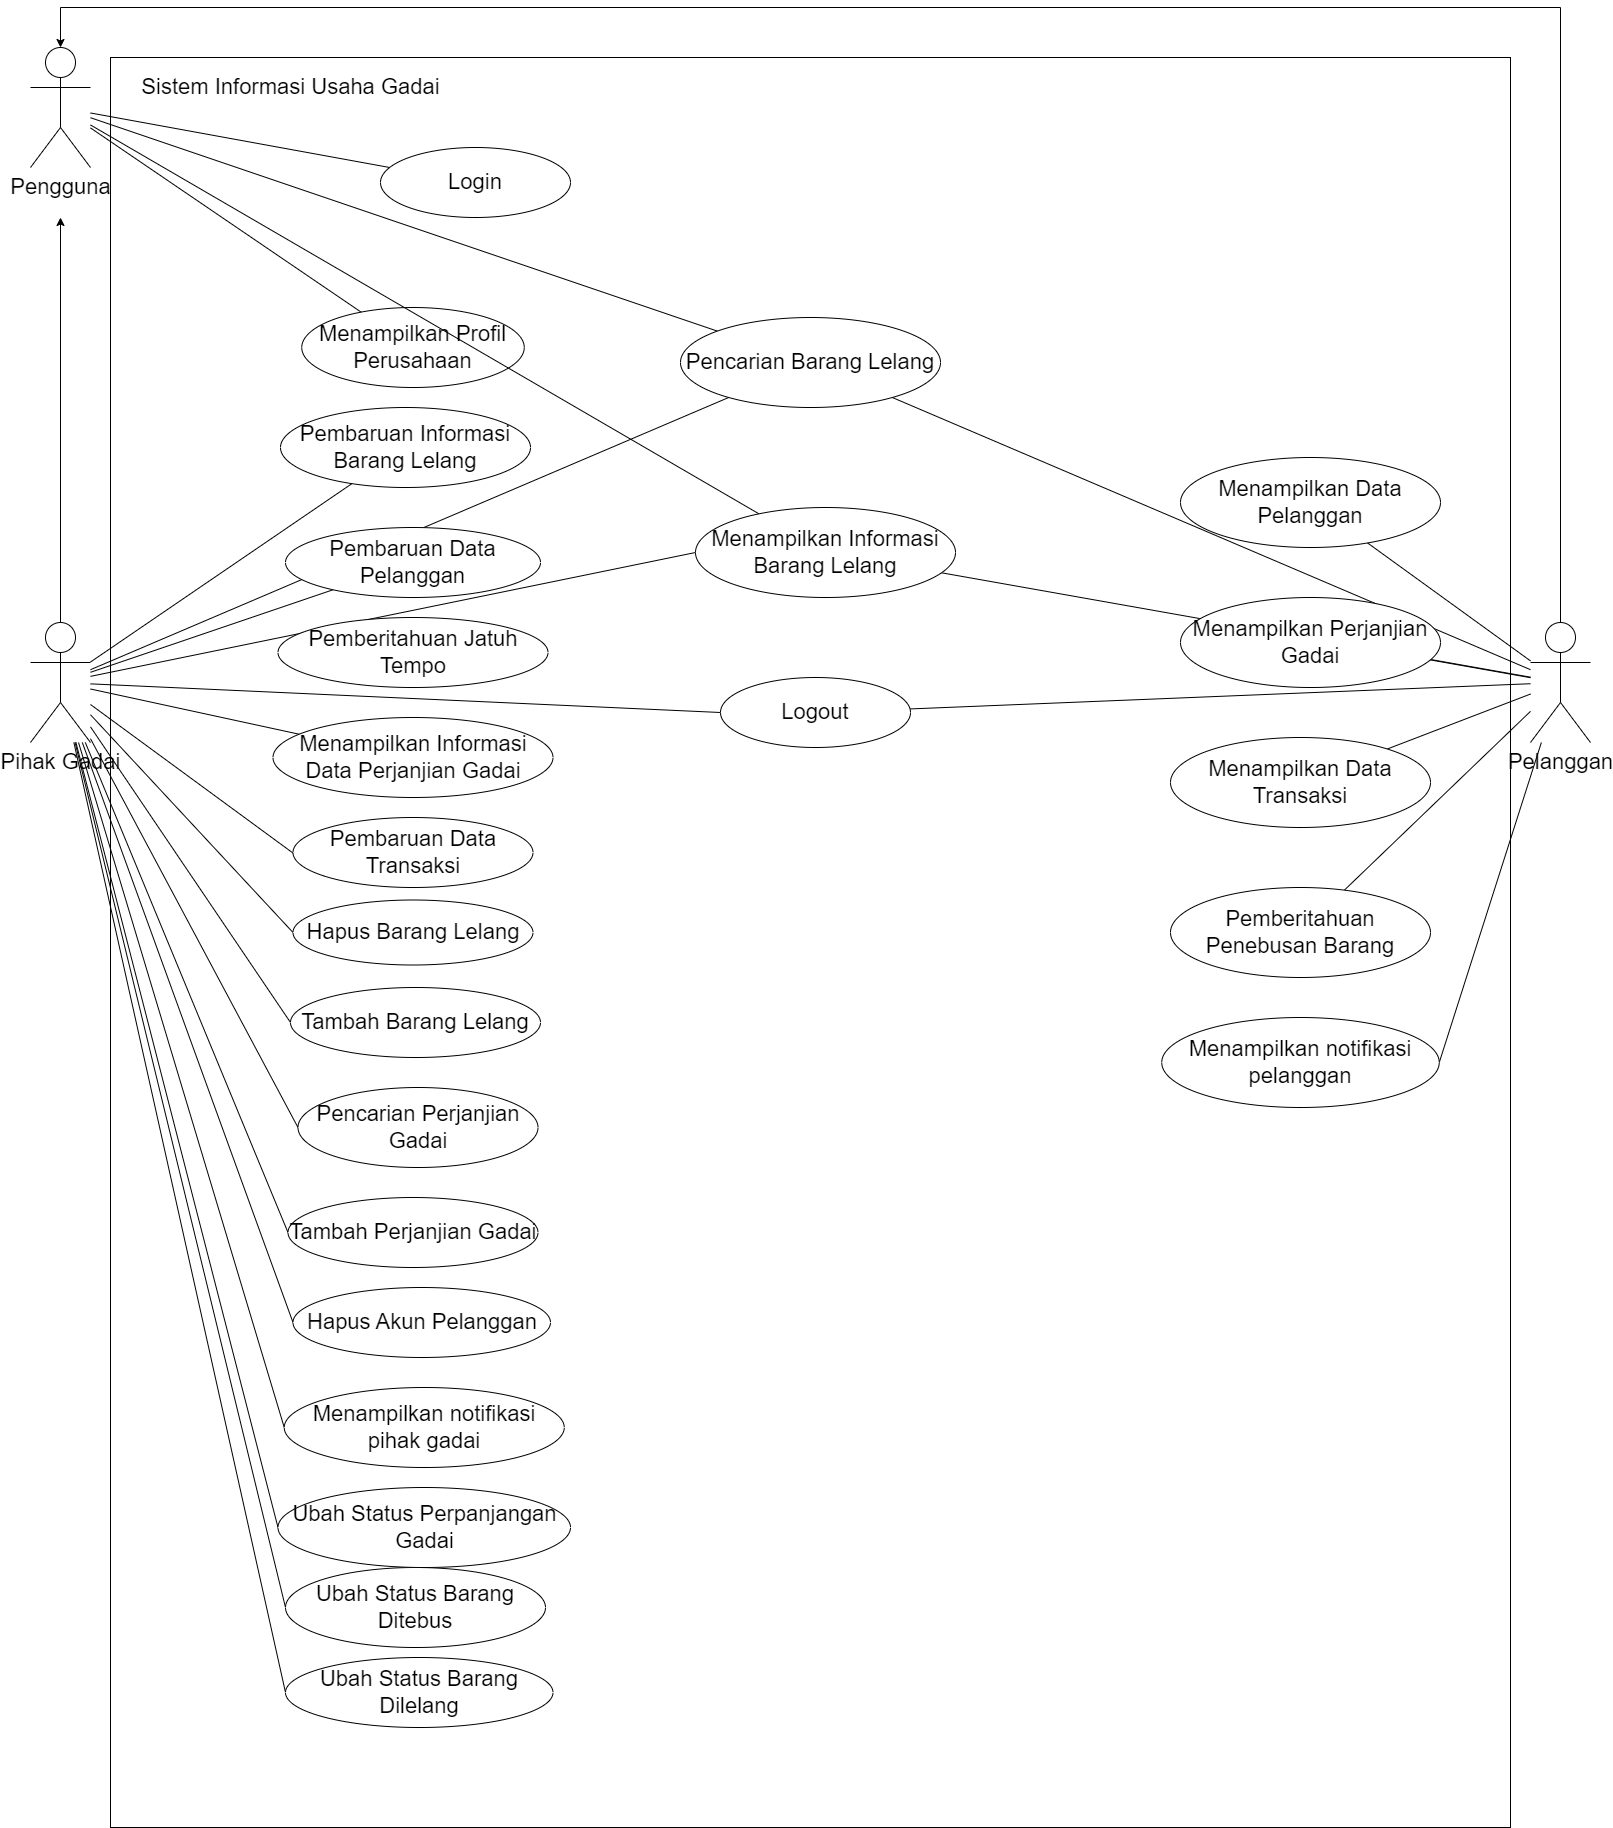 Sistem Informasi Usaha Gadai
Pengguna
Login
Menampilkan Profil
Perusahaan
Pencarian Barang Lelang
Pembaruan Informasi
Barang Lelang
Menampilkan Data
Pelanggan
Pembaruan Data
Pelanggan
Menampilkan Informasi
Barang Lelang
Pemberitahuan Jatuh
Tempo
Menampilkan Perjanjian
Gadai
Logout
Pihak Gadai
Pelanggan
Menampilkan Informasi
Data Perjanjian Gadai
Menampilkan Data
Transaksi
Pembaruan Data
Transaksi
Hapus Barang Lelang
Pemberitahuan
Penebusan Barang
Tambah Barang Lelang
Menampilkan notifikasi
pelanggan
Pencarian Perjanjian
Gadai
Tambah Perjanjian Gadai
Hapus Akun Pelanggan
Menampilkan notifikasi
pihak gadai
Ubah Status Perpanjangan
Gadai
Ubah Status Barang
Ditebus
Ubah Status Barang
Dilelang